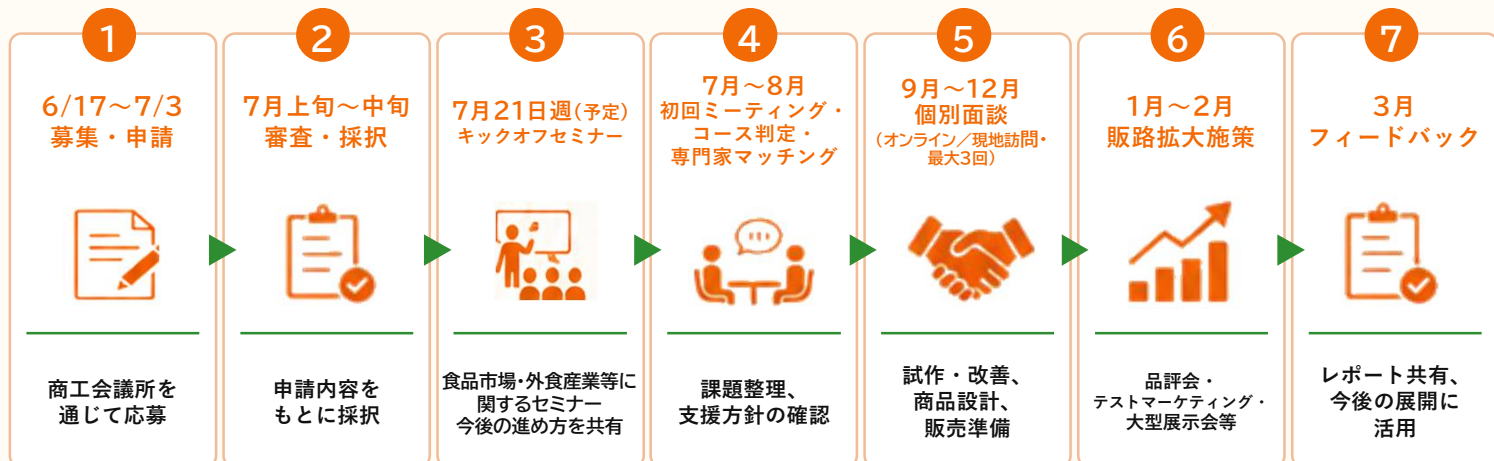 1
6/17～7/3
募集・申請
商工会議所を
通じて応募
2
7月上旬～中旬
審査・採択
申請内容を
もとに採択
3
7月21日週(予定)
キックオフセミナー
食品市場・外食産業等に
関するセミナー
今後の進め方を共有
4
7月～8月
初回ミーティング・
コース判定・
専門家マッチング
課題整理、
支援方針の確認
5
9月～12月
個別面談
(オンライン/現地訪問・
最大3回)
試作・改善、
商品設計、
販売準備
6
1月～2月
販路拡大施策
品評会・
テストマーケティング・
大型展示会等
7
3月
フィードバック
レポート共有、
今後の展開に
活用